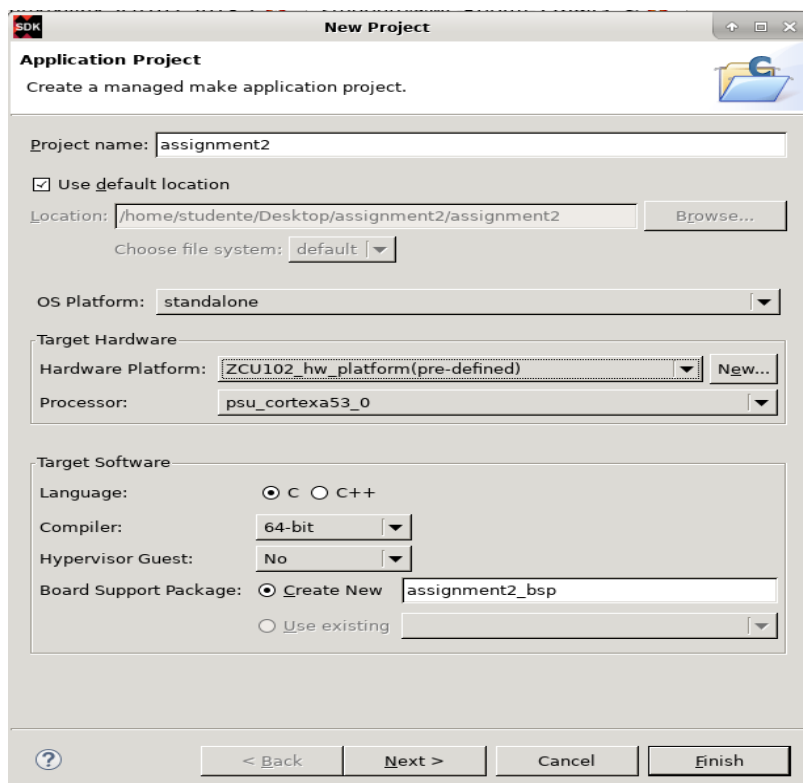 SDK New Project
Application Project
Create a managed make application project.
C
Project name: assignment2
Use default location
Location: /home/studente/Desktop/assignment2/assignment2 Browse...
Choose file system: default
OS Platform: standalone
Target Hardware
Hardware Platform: ZCU102_hw_platform(pre-defined) New...
Processor: psu_cortexa53_0
Target Software
Language: C C++
Compiler: 64-bit
Hypervisor Guest: No
Board Support Package: Create New assignment2_bsp
Use existing
? < Back Next > Cancel Finish